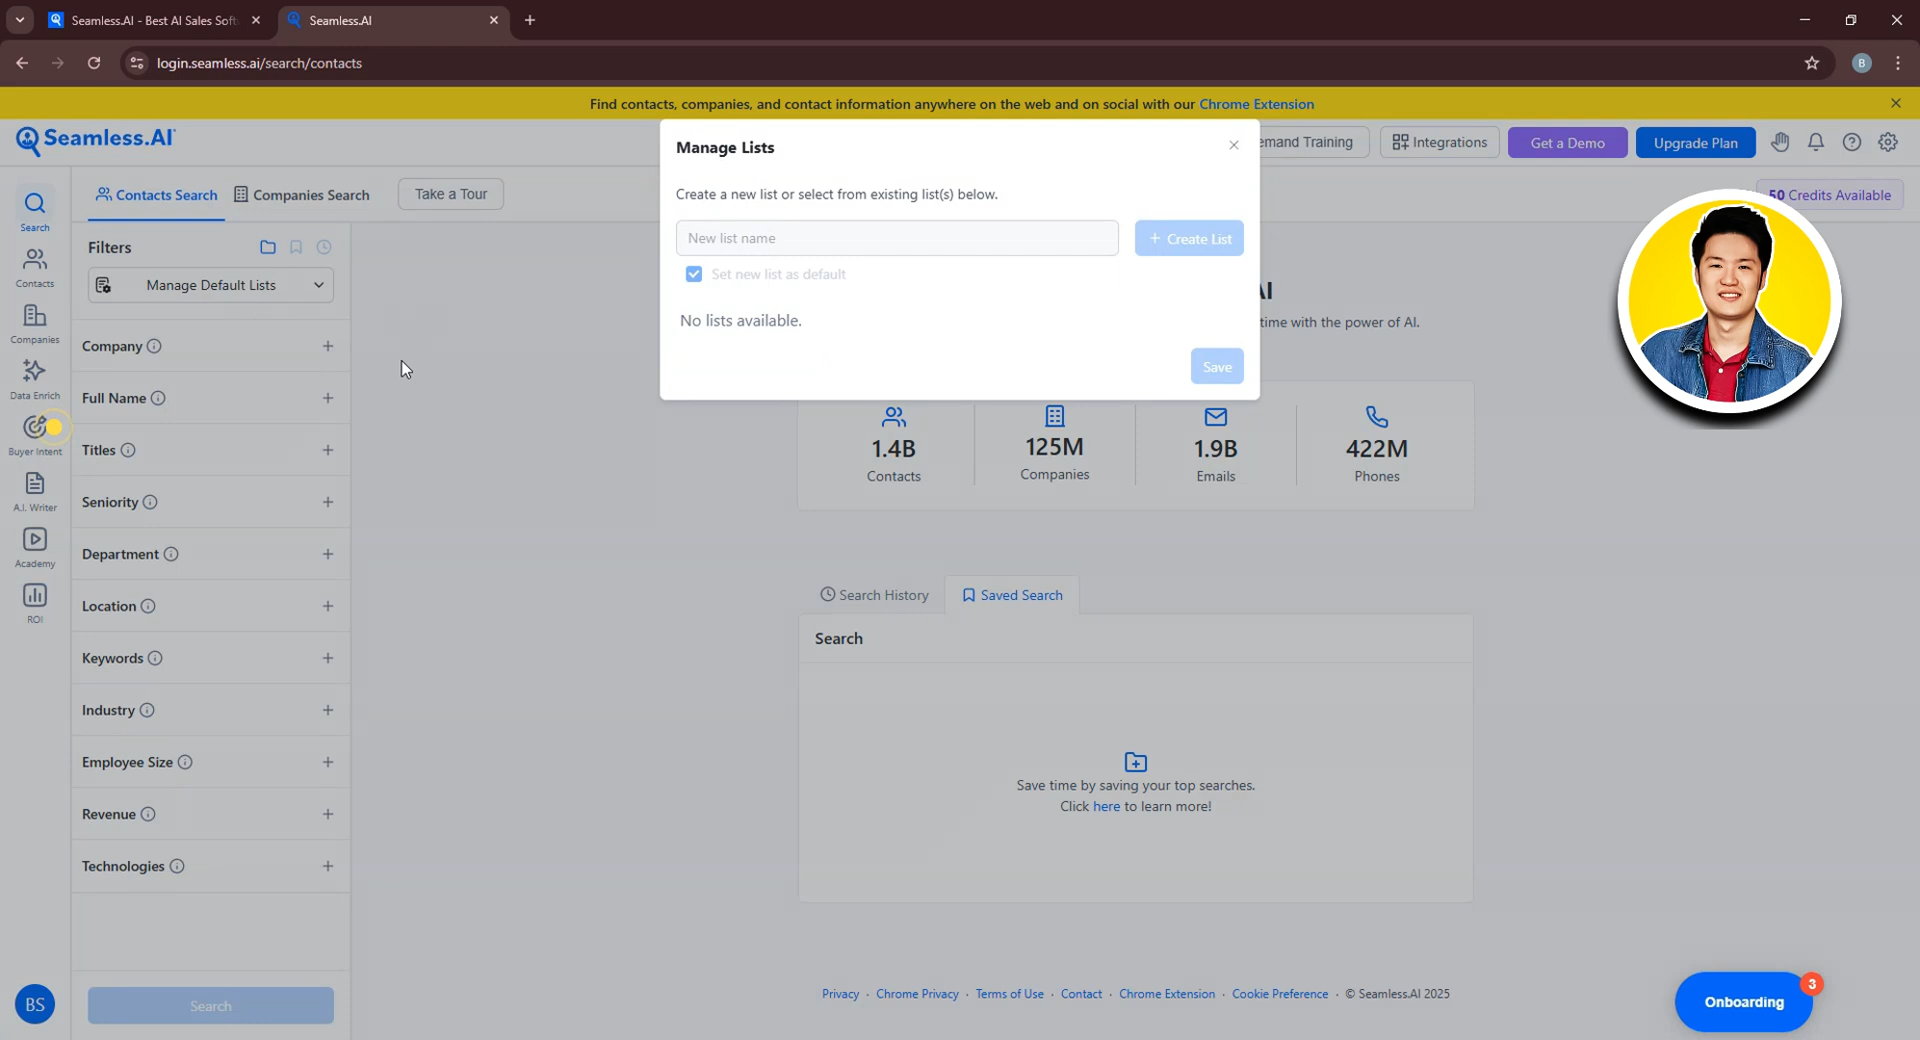 Seamless.AI - Best AI Sales Soft
Seamless.AI
login.seamless.ai/search/contacts
B
Find contacts, companies, and contact information anywhere on the web and on social with our Chrome Extension
Seamless.AI
Manage Lists
emand Training
Integrations
Get a Demo
Upgrade Plan
Contacts Search
Companies Search
Take a Tour
50 Credits Available
Create a new list or select from existing list(s) below.
New list name
+ Create List
Set new list as default
No lists available.
Save
Search
Contacts
Companies
Data Enrich
Buyer Intent
A.I. Writer
Academy
ROI
BS
Filters
Manage Default Lists
Company
Full Name
Titles
Seniority
Department
Location
Keywords
Industry
Employee Size
Revenue
Technologies
Search
AI
time with the power of AI.
1.4B
Contacts
125M
Companies
1.9B
Emails
422M
Phones
Search History
Saved Search
Search
Save time by saving your top searches.
Click here to learn more!
Privacy · Chrome Privacy · Terms of Use · Contact · Chrome Extension · Cookie Preference · © Seamless.AI 2025
Onboarding
3